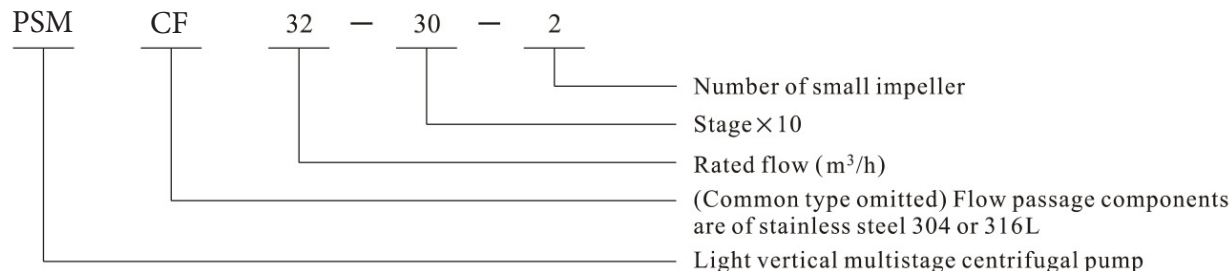 PSM CF 32 — 30 — 2
Number of small impeller
Stage×10
Rated flow (m³/h)
(Common type omitted) Flow passage components
are of stainless steel 304 or 316L
Light vertical multistage centrifugal pump